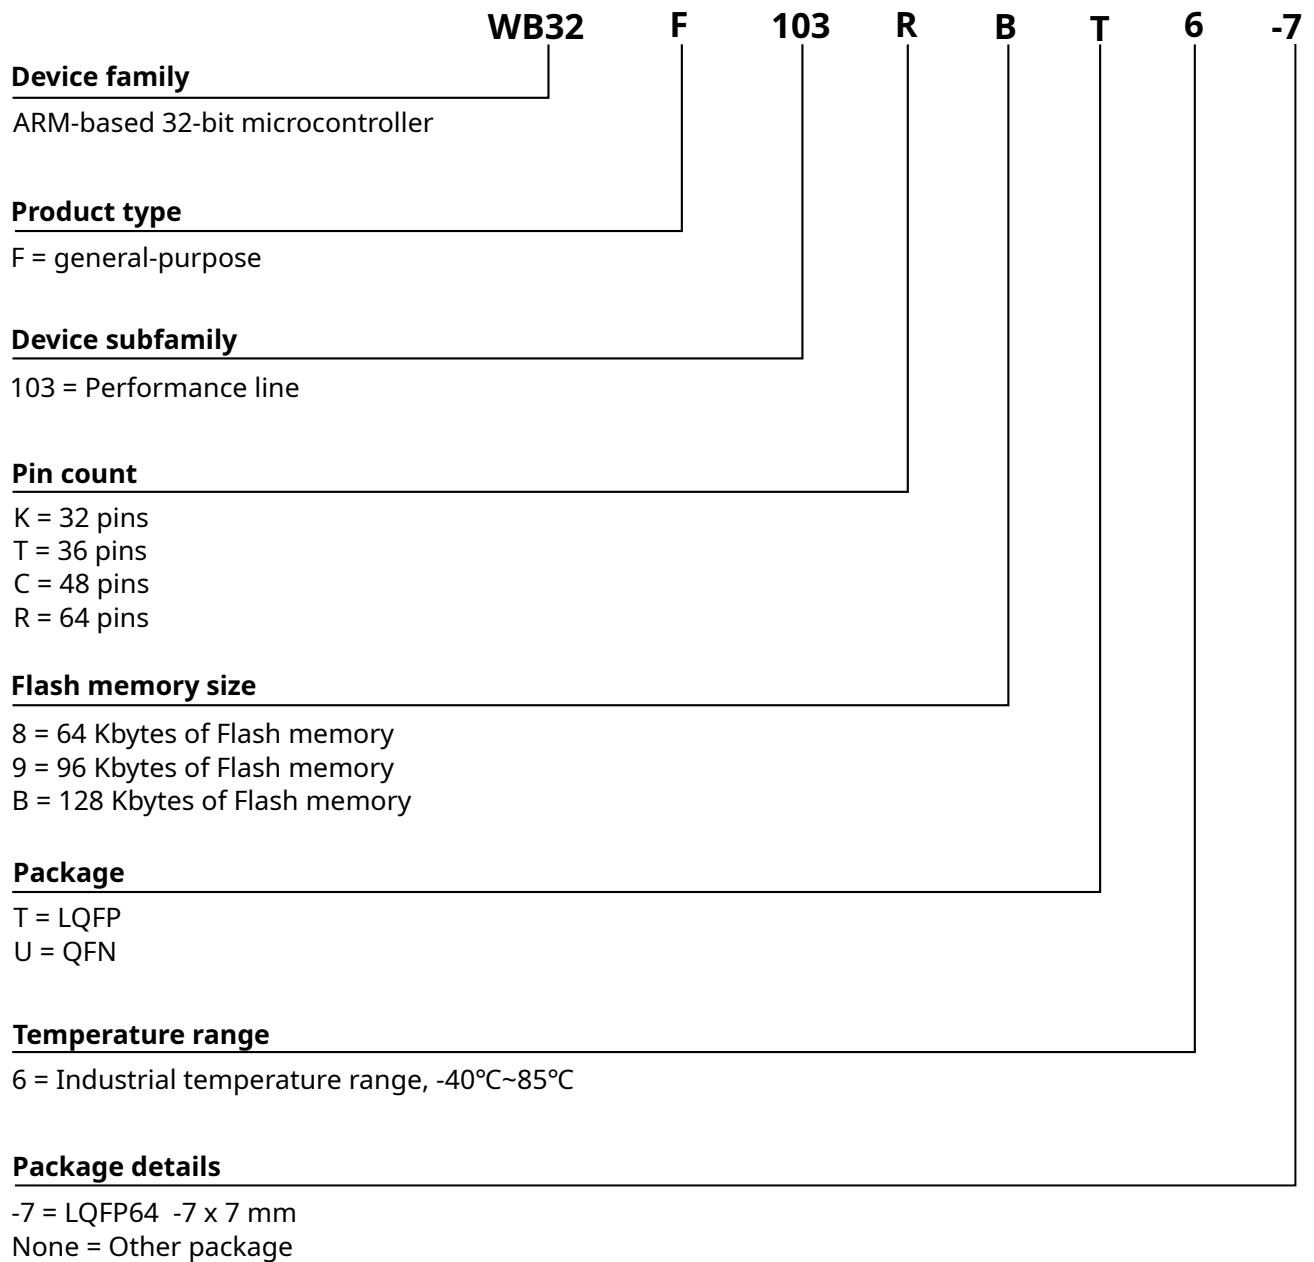 WB32 F 103 R B T 6 -7
Device family
ARM-based 32-bit microcontroller
Product type
F = general-purpose
Device subfamily
103 = Performance line
Pin count
K = 32 pins
T = 36 pins
C = 48 pins
R = 64 pins
Flash memory size
8 = 64 Kbytes of Flash memory
9 = 96 Kbytes of Flash memory
B = 128 Kbytes of Flash memory
Package
T = LQFP
U = QFN
Temperature range
6 = Industrial temperature range, -40℃~85℃
Package details
-7 = LQFP64  -7 x 7 mm
None = Other package